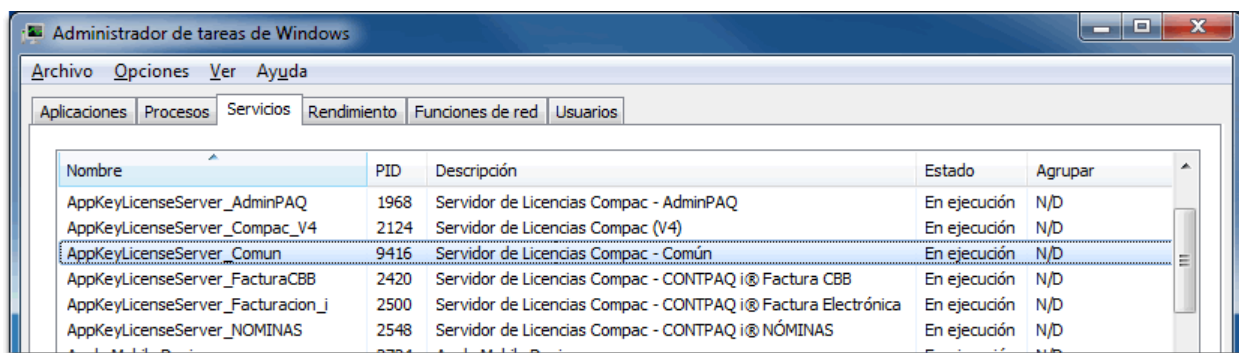 Administrador de tareas de Windows
Archivo Opciones Ver Ayuda
Aplicaciones Procesos Servicios Rendimiento Funciones de red Usuarios
Nombre PID Descripción Estado Agrupar
AppKeyLicenseServer_AdminPAQ 1968 Servidor de Licencias Compac - AdminPAQ En ejecución N/D
AppKeyLicenseServer_Compac_V4 2124 Servidor de Licencias Compac (V4) En ejecución N/D
AppKeyLicenseServer_Comun 9416 Servidor de Licencias Compac - Común En ejecución N/D
AppKeyLicenseServer_FacturaCBB 2420 Servidor de Licencias Compac - CONTPAQ i® Factura CBB En ejecución N/D
AppKeyLicenseServer_Facturacion_i 2500 Servidor de Licencias Compac - CONTPAQ i® Factura Electrónica En ejecución N/D
AppKeyLicenseServer_NOMINAS 2548 Servidor de Licencias Compac - CONTPAQ i® NÓMINAS En ejecución N/D